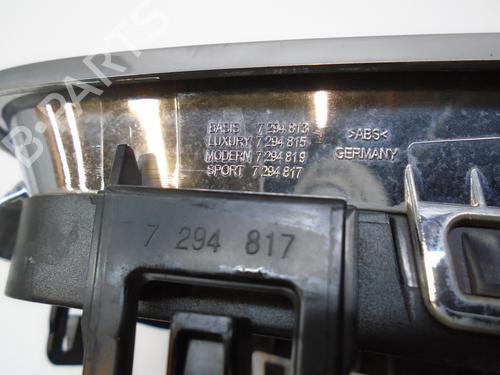 B-PARTS
BASIS 7 294 813
LUXURY 7 294 815
MODERN 7 294 819
SPORT 7 294 817
>ABS<
GERMANY
7 294 817